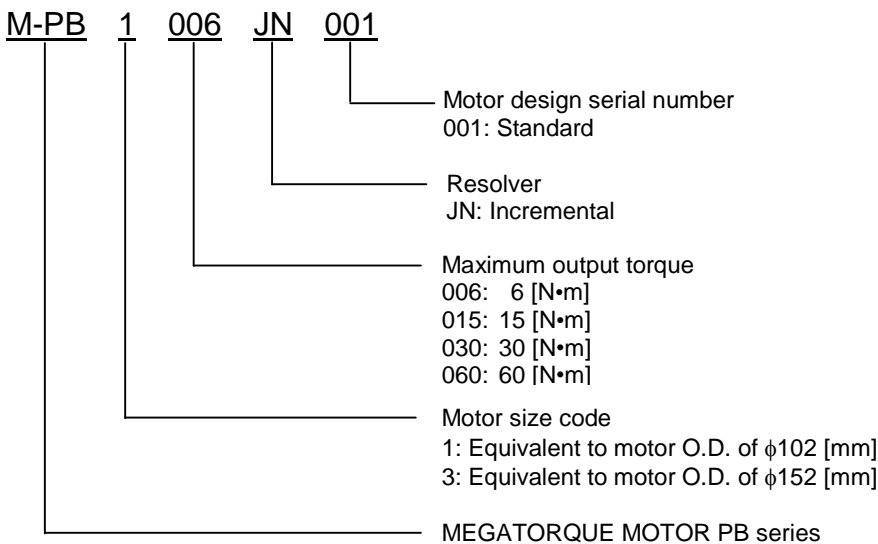 M-PB 1 006 JN 001
Motor design serial number
001: Standard
Resolver
JN: Incremental
Maximum output torque
006: 6 [N•m]
015: 15 [N•m]
030: 30 [N•m]
060: 60 [N•m]
Motor size code
1: Equivalent to motor O.D. of ϕ102 [mm]
3: Equivalent to motor O.D. of ϕ152 [mm]
MEGATORQUE MOTOR PB series